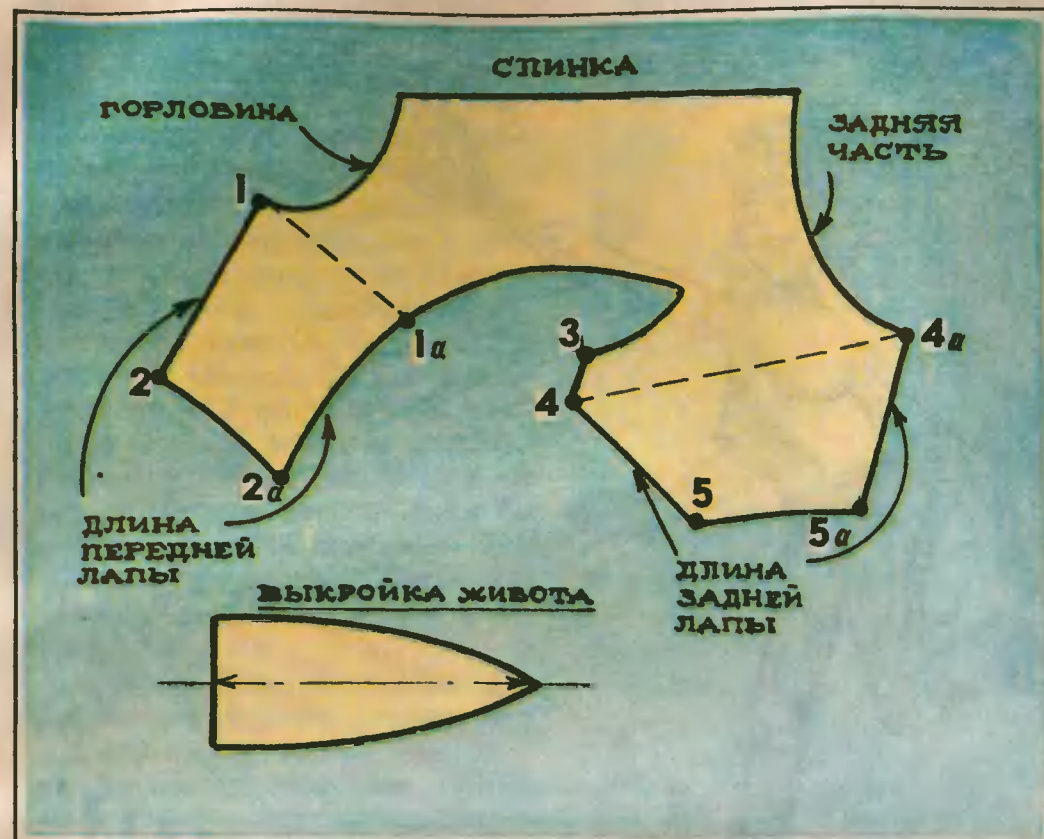 СПИНКА
ГОРЛОВИНА
ЗАДНЯЯ
ЧАСТЬ
1
1а
2
2а
3
4
4а
5
5а
ДЛИНА
ПЕРЕДНЕЙ
ЛАПЫ
ДЛИНА
ЗАДНЕЙ
ЛАПЫ
ВЫКРОЙКА ЖИВОТА